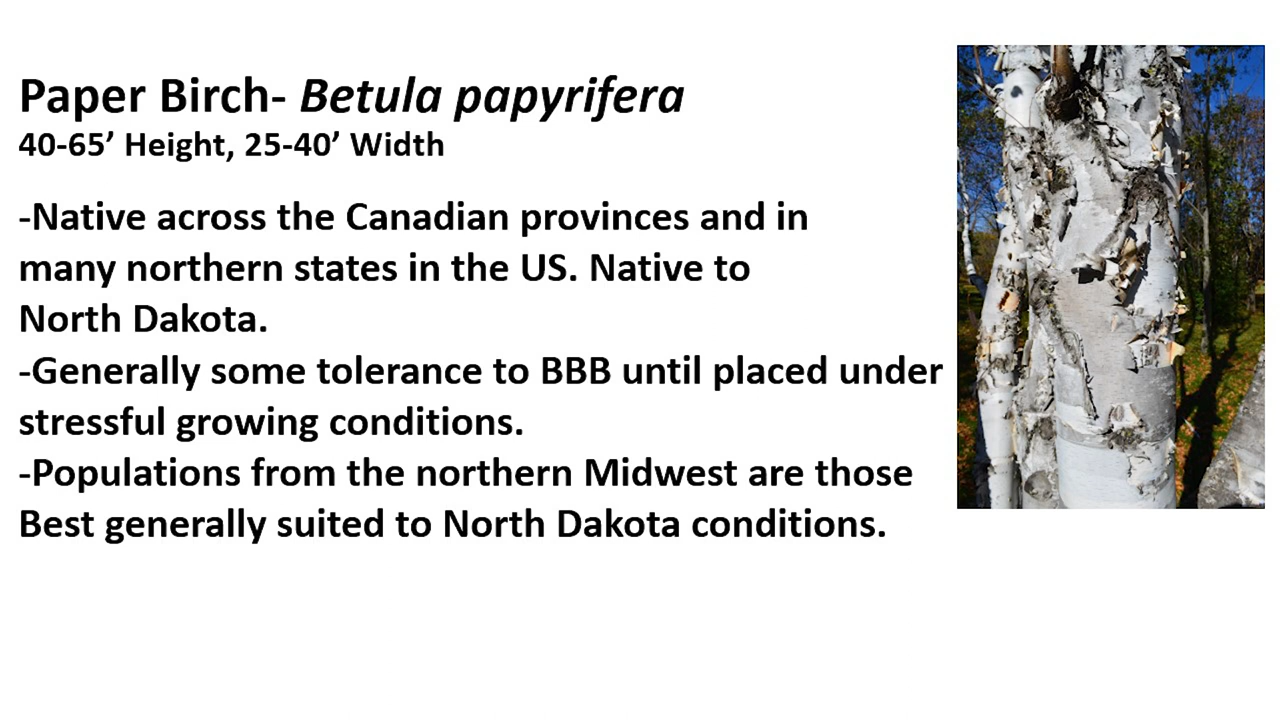 Paper Birch- Betula papyrifera
40-65’ Height, 25-40’ Width
-Native across the Canadian provinces and in
many northern states in the US. Native to
North Dakota.
-Generally some tolerance to BBB until placed under
stressful growing conditions.
-Populations from the northern Midwest are those
Best generally suited to North Dakota conditions.